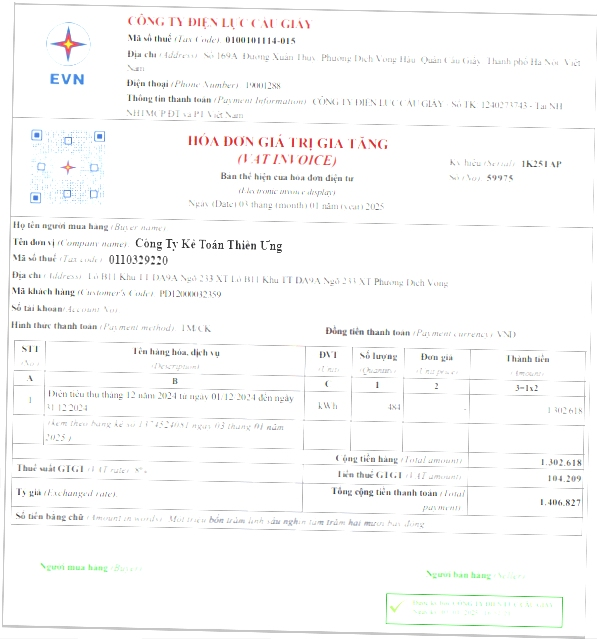 CÔNG TY ĐIỆN LỰC CẦU GIẤY
Mã số thuế (Tax Code) 0100101114-015
Địa chỉ (Address) Số 169A Đường Xuân Thủy, Phường Dịch Vọng Hậu, Quận Cầu Giấy, Thành phố Hà Nội, Việt
Nam
EVN
Điện thoại (Phone Number) 19001288
Thông tin thanh toán (Payment Information) CÔNG TY ĐIỆN LỰC CẦU GIẤY - Số TK: 1240273743 - Tại NH
NHTMCP ĐT và PT Việt Nam
HÓA ĐƠN GIÁ TRỊ GIA TĂNG
(VAT INVOICE)
Ký hiệu (Serial) 1K251AP
Bản thể hiện của hóa đơn điện tử
Số (No) 59975
(Electronic invoice display)
Ngày (Date) 03 tháng (month) 01 năm (year) 2025
Họ tên người mua hàng (Buyer name)
Tên đơn vị (Company name) Công Ty Kế Toán Thiên Ưng
Mã số thuế (Tax code) 0110329220
Địa chỉ (Address) Lô B11 Khu TT DA9A Ngõ 233 XT Lô B11 Khu TT DA9A Ngõ 233 XT Phường Dịch Vọng
Mã khách hàng (Customer's Code) PD12000032359
Số tài khoản (Account No)
Hình thức thanh toán (Payment method) TM/CK
Đồng tiền thanh toán (Payment currency) VND
STT Tên hàng hóa, dịch vụ ĐVT Số lượng Đơn giá Thành tiền
(No) (Description) (Unit) (Quantity) (Unit price) (Amount)
A B C 1 2 3=1x2
1 Điện tiêu thụ tháng 12 năm 2024 từ ngày 01/12/2024 đến ngày
31/12/2024 kWh 484 - 1.302.618
(kèm theo bảng kê số 1374524081 ngày 03 tháng 01 năm
2025)
Cộng tiền hàng (Total amount) 1.302.618
Thuế suất GTGT (VAT rate) 8%
Tiền thuế GTGT (VAT amount) 104.209
Tỷ giá (Exchanged rate)
Tổng cộng tiền thanh toán (Total
payment) 1.406.827
Số tiền bằng chữ (Amount in words) Một triệu bốn trăm linh sáu nghìn tám trăm hai mươi bảy đồng
Người mua hàng (Buyer)
Người bán hàng (Seller)